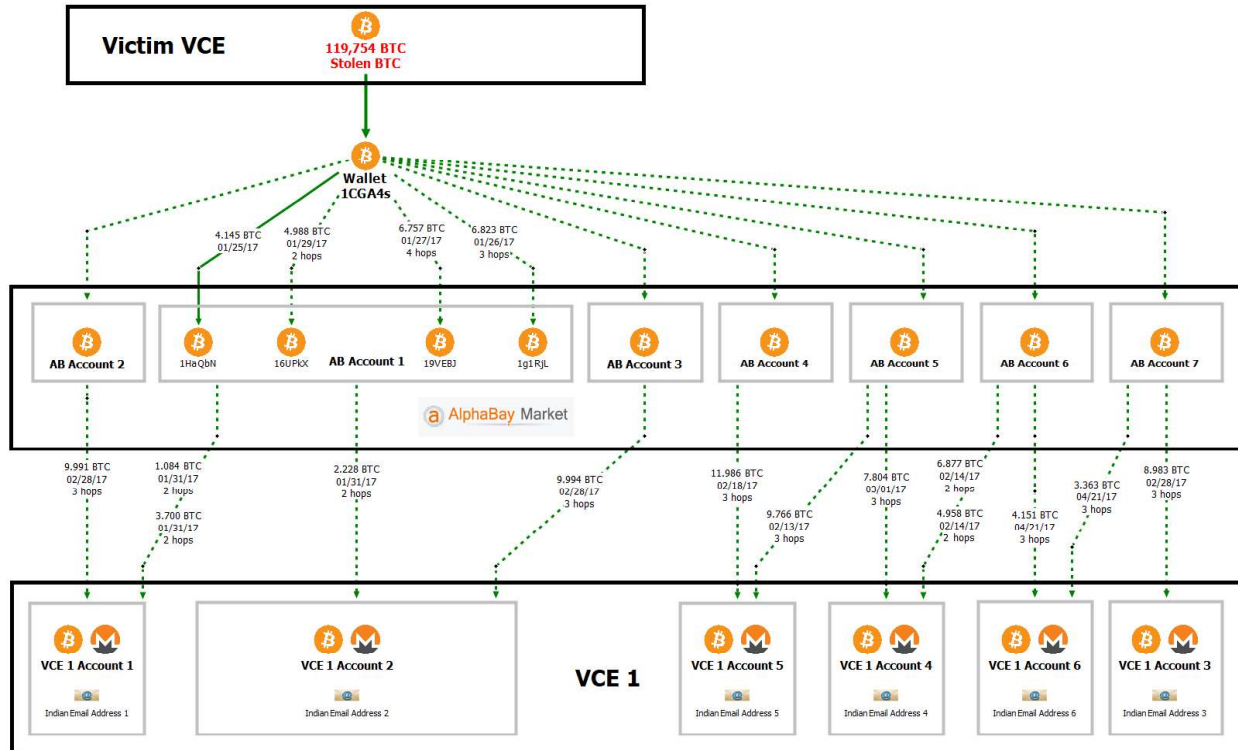 Victim VCE
119,754 BTC
Stolen BTC
Wallet
1CGA4s
4.145 BTC
01/25/17
4.988 BTC
01/29/17
2 hops
6.757 BTC
01/27/17
4 hops
6.823 BTC
01/26/17
3 hops
AB Account 2
1HaQbN
16UPkX
AB Account 1
19VEBJ
1g1RjL
AB Account 3
AB Account 4
AB Account 5
AB Account 6
AB Account 7
a AlphaBay Market
9.991 BTC
02/28/17
3 hops
1.084 BTC
01/31/17
2 hops
3.700 BTC
01/31/17
2 hops
2.228 BTC
01/31/17
2 hops
9.994 BTC
02/28/17
3 hops
11.986 BTC
02/18/17
3 hops
9.766 BTC
02/13/17
3 hops
7.804 BTC
03/01/17
3 hops
6.877 BTC
02/14/17
2 hops
4.958 BTC
02/14/17
2 hops
4.151 BTC
04/21/17
3 hops
3.363 BTC
04/21/17
3 hops
8.983 BTC
02/28/17
3 hops
VCE 1 Account 1
Indian Email Address 1
VCE 1 Account 2
Indian Email Address 2
VCE 1
VCE 1 Account 5
Indian Email Address 5
VCE 1 Account 4
Indian Email Address 4
VCE 1 Account 6
Indian Email Address 6
VCE 1 Account 3
Indian Email Address 3